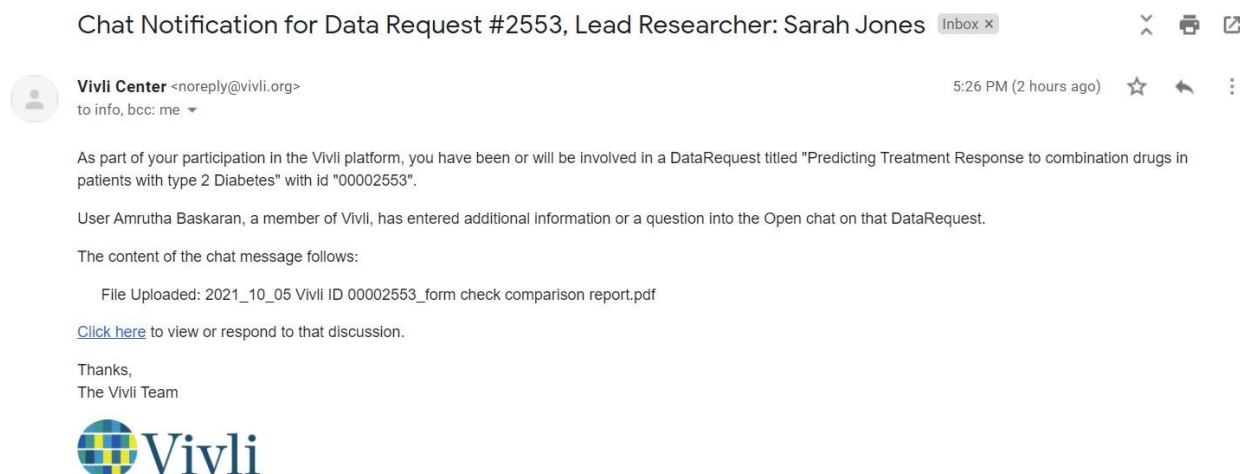 Chat Notification for Data Request #2553, Lead Researcher: Sarah Jones Inbox ×
Vivli Center <noreply@vivli.org> 5:26 PM (2 hours ago)
to info, bcc: me
As part of your participation in the Vivli platform, you have been or will be involved in a DataRequest titled "Predicting Treatment Response to combination drugs in
patients with type 2 Diabetes" with id "00002553".
User Amrutha Baskaran, a member of Vivli, has entered additional information or a question into the Open chat on that DataRequest.
The content of the chat message follows:
File Uploaded: 2021_10_05 Vivli ID 00002553_form check comparison report.pdf
Click here to view or respond to that discussion.
Thanks,
The Vivli Team
Vivli